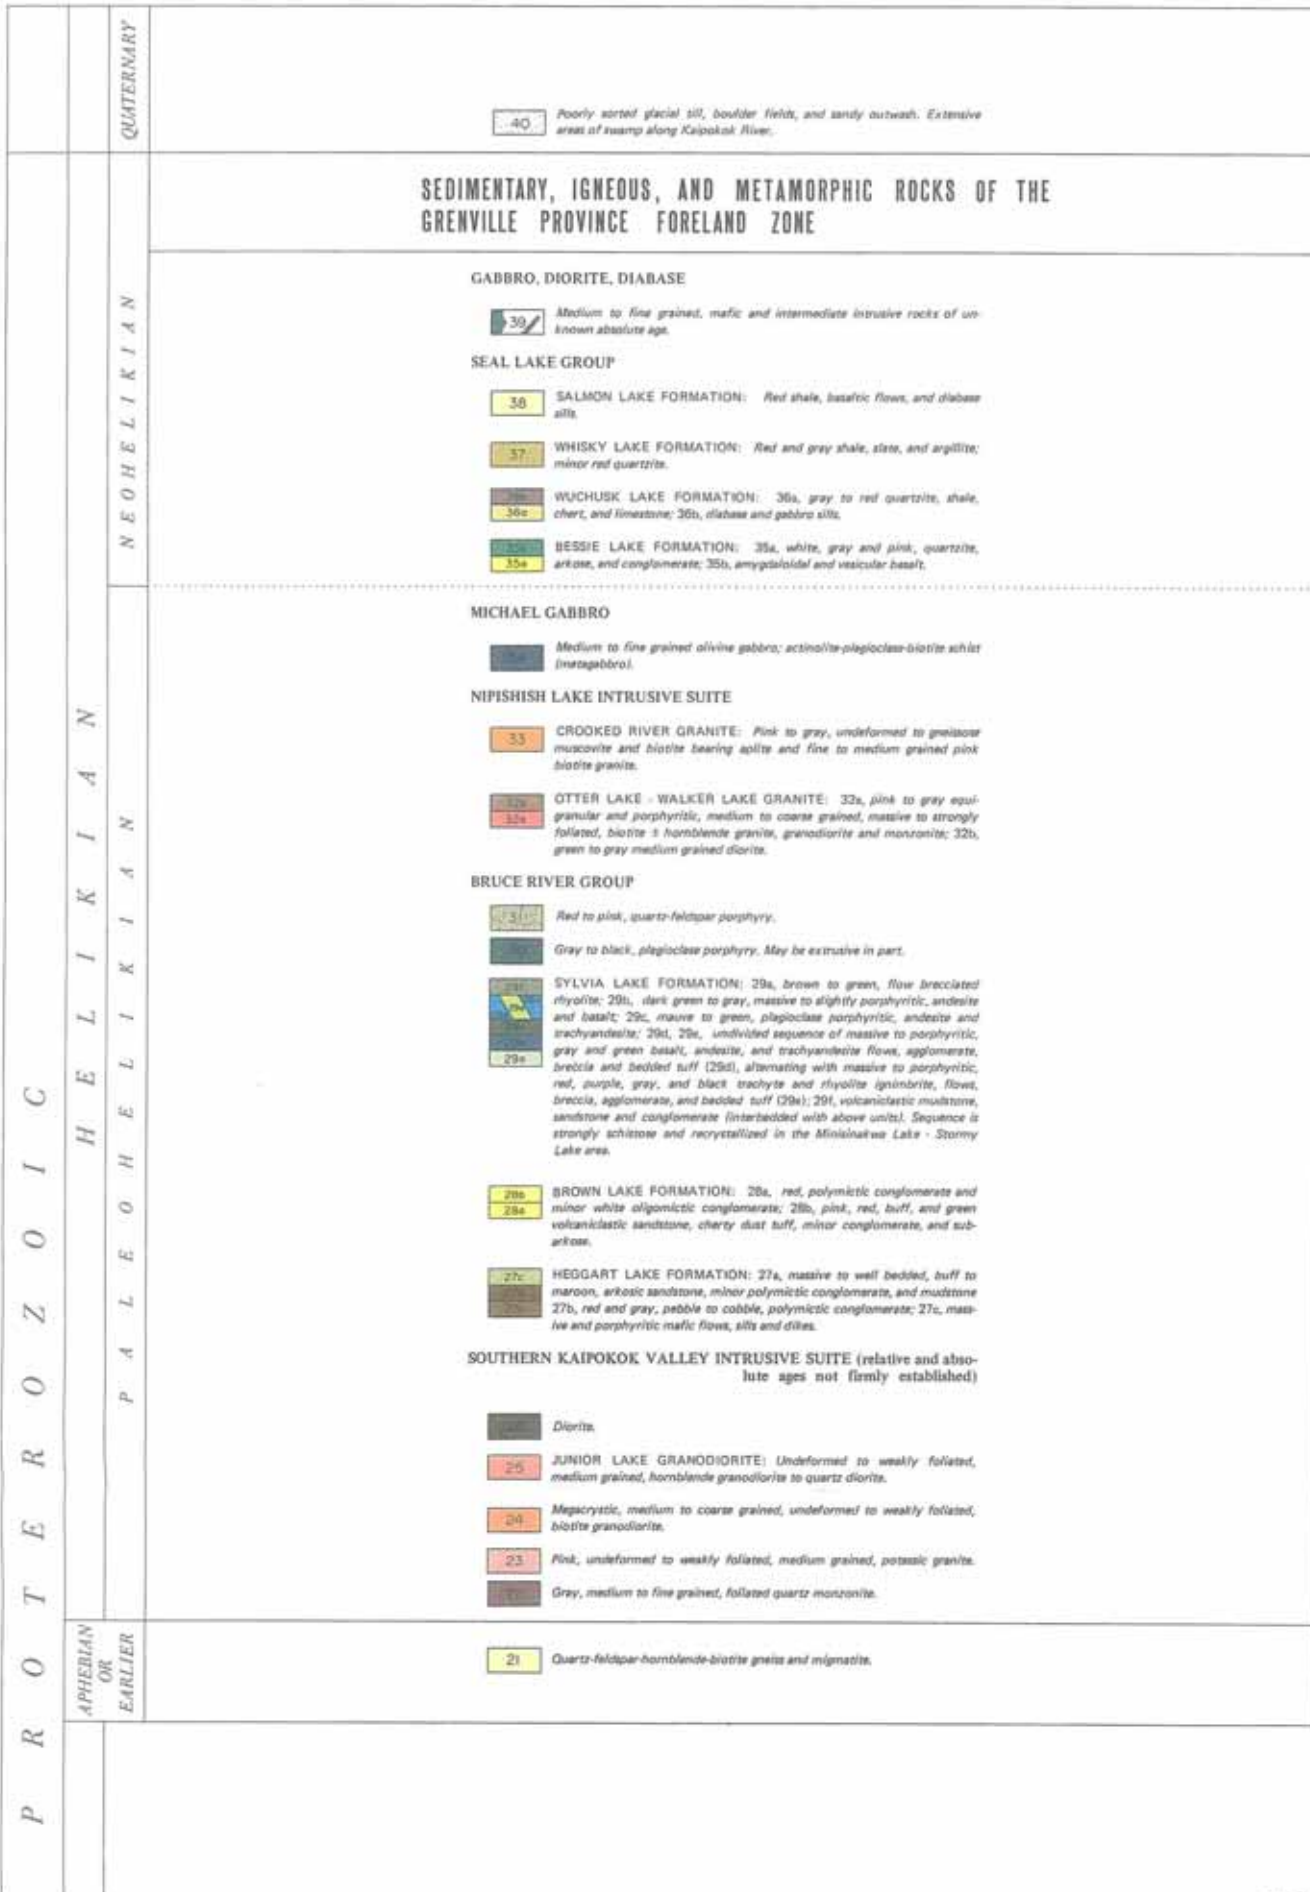 QUATERNARY
40
Poorly sorted glacial till, boulder fields, and sandy outwash. Extensive
areas of swamp along Kaipokok River.
SEDIMENTARY, IGNEOUS, AND METAMORPHIC ROCKS OF THE
GRENVILLE PROVINCE FORELAND ZONE
PROTEROZOIC
HELIKIAN
NEOHELIKIAN
GABBRO, DIORITE, DIABASE
39
Medium to fine grained, mafic and intermediate intrusive rocks of un-
known absolute age.
SEAL LAKE GROUP
38
SALMON LAKE FORMATION: Red shale, basaltic flows, and diabase
sills.
37
WHISKY LAKE FORMATION: Red and gray shale, slate, and argillite;
minor red quartzite.
36b
36a
WUCHUSK LAKE FORMATION: 36a, gray to red quartzite, shale,
chert, and limestone; 36b, diabase and gabbro sills.
35b
35a
BESSIE LAKE FORMATION: 35a, white, gray and pink, quartzite,
arkose, and conglomerate; 35b, amygdaloidal and vesicular basalt.
PALEOHELIKIAN
MICHAEL GABBRO
Medium to fine grained olivine gabbro; actinolite-plagioclase-biotite schist
(metagabbro).
NIPISHISH LAKE INTRUSIVE SUITE
33
CROOKED RIVER GRANITE: Pink to gray, undeformed to gneissose
muscovite and biotite bearing aplite and fine to medium grained pink
biotite granite.
32b
32a
OTTER LAKE - WALKER LAKE GRANITE: 32a, pink to gray equi-
granular and porphyritic, medium to coarse grained, massive to strongly
foliated, biotite ± hornblende granite, granodiorite and monzonite; 32b,
green to gray medium grained diorite.
BRUCE RIVER GROUP
31
Red to pink, quartz-feldspar porphyry.
Gray to black, plagioclase porphyry. May be extrusive in part.
29f
29e
SYLVIA LAKE FORMATION: 29a, brown to green, flow brecciated
rhyolite; 29b, dark green to gray, massive to slightly porphyritic, andesite
and basalt; 29c, mauve to green, plagioclase porphyritic, andesite and
trachyandesite; 29d, 29e, undivided sequence of massive to porphyritic,
gray and green basalt, andesite, and trachyandesite flows, agglomerate,
breccia and bedded tuff (29d), alternating with massive to porphyritic,
red, purple, gray, and black trachyte and rhyolite ignimbrite, flows,
breccia, agglomerate, and bedded tuff (29e); 29f, volcaniclastic mudstone,
sandstone and conglomerate (interbedded with above units). Sequence is
strongly schistose and recrystallized in the Minisinakwa Lake - Stormy
Lake area.
28b
28a
BROWN LAKE FORMATION: 28a, red, polymictic conglomerate and
minor white oligomictic conglomerate; 28b, pink, red, buff, and green
volcaniclastic sandstone, cherty dust tuff, minor conglomerate, and sub-
arkose.
27c
HEGGART LAKE FORMATION: 27a, massive to well bedded, buff to
maroon, arkosic sandstone, minor polymictic conglomerate, and mudstone
27b, red and gray, pebble to cobble, polymictic conglomerate; 27c, mass-
ive and porphyritic mafic flows, sills and dikes.
SOUTHERN KAIPOKOK VALLEY INTRUSIVE SUITE (relative and abso-
lute ages not firmly established)
Diorite.
25
JUNIOR LAKE GRANODIORITE: Undeformed to weakly foliated,
medium grained, hornblende granodiorite to quartz diorite.
24
Megacrystic, medium to coarse grained, undeformed to weakly foliated,
biotite granodiorite.
23
Pink, undeformed to weakly foliated, medium grained, potassic granite.
Gray, medium to fine grained, foliated quartz monzonite.
APHEBIAN
OR
EARLIER
21
Quartz-feldspar-hornblende-biotite gneiss and migmatite.